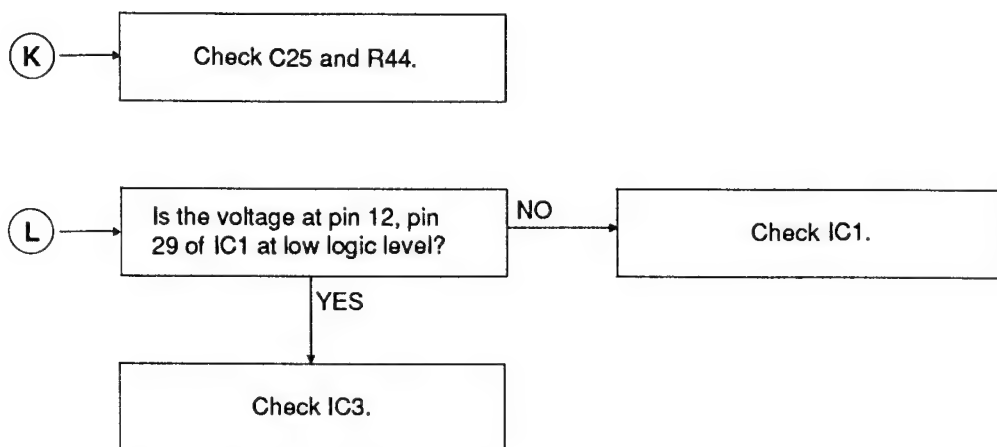 K
Check C25 and R44.
L
Is the voltage at pin 12, pin
29 of IC1 at low logic level?
NO
Check IC1.
YES
Check IC3.